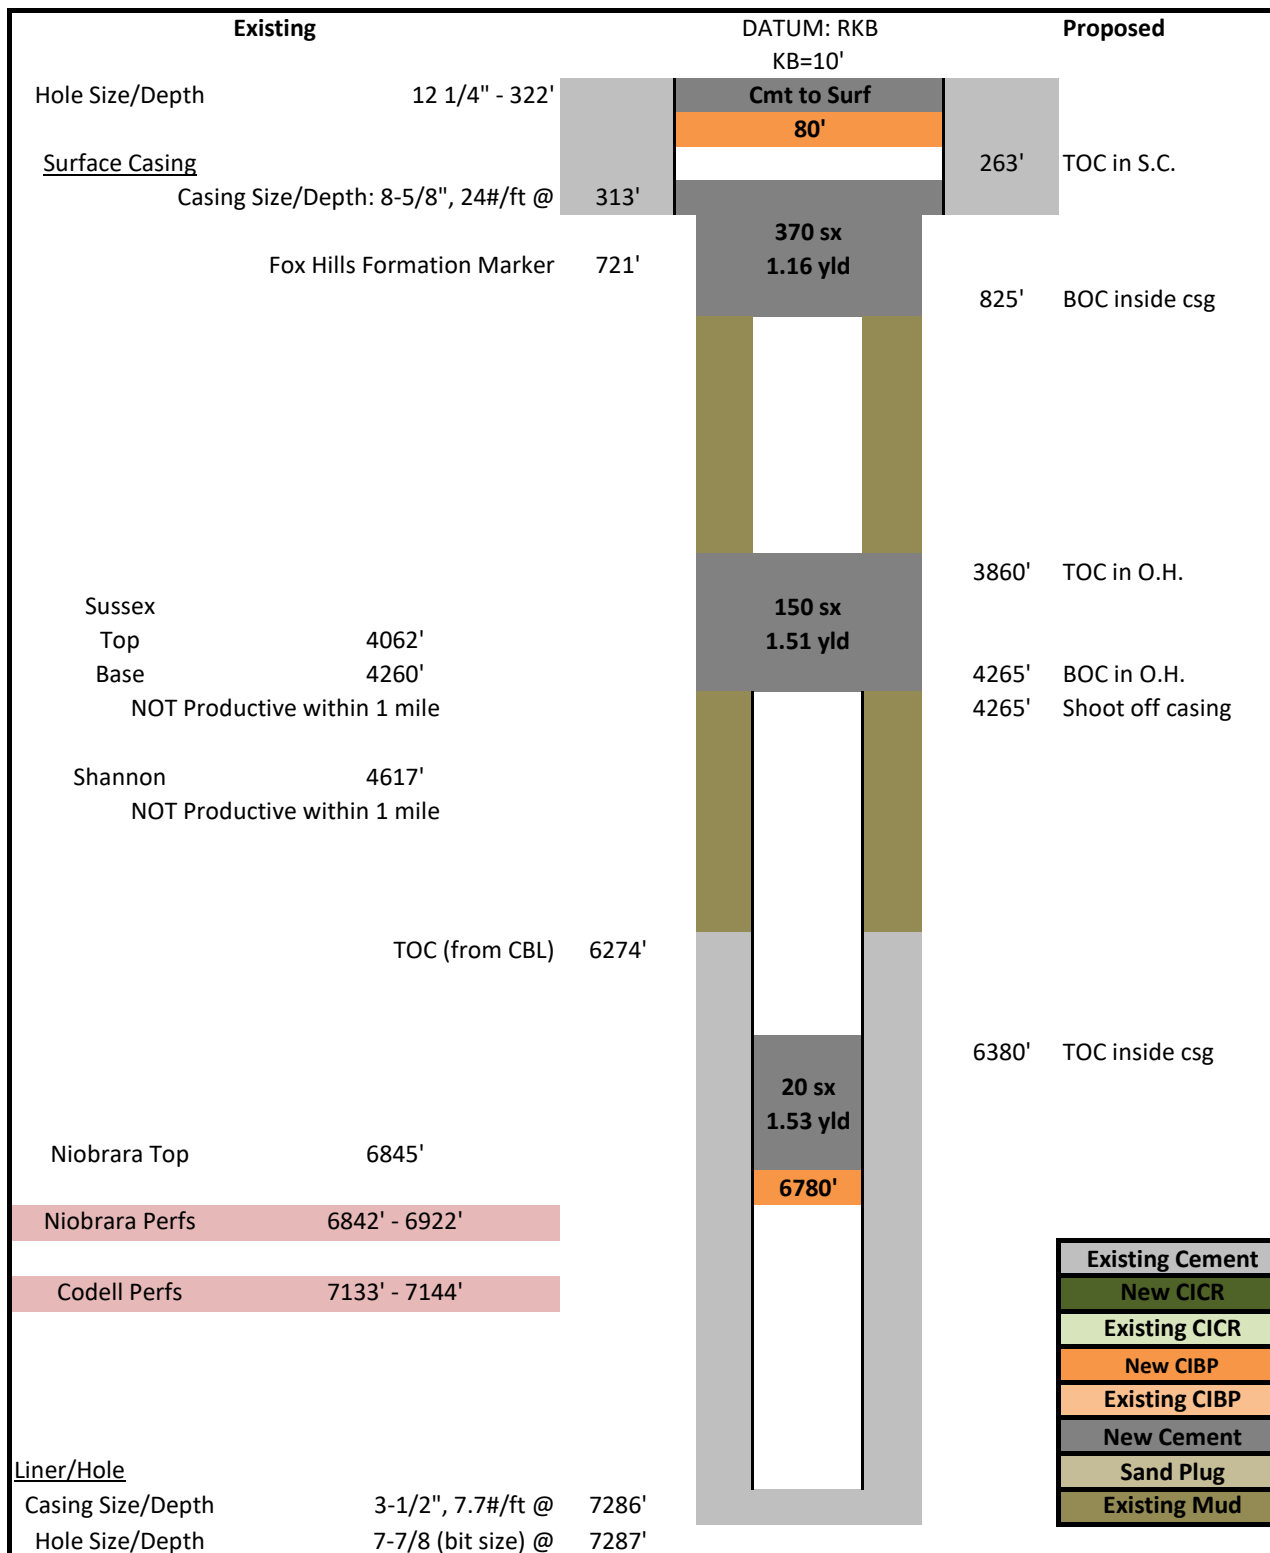 Existing DATUM: RKB Proposed
KB=10'
Hole Size/Depth 12 1/4" - 322' Cmt to Surf
80'
Surface Casing 263' TOC in S.C.
Casing Size/Depth: 8-5/8", 24#/ft @ 313'
370 sx
Fox Hills Formation Marker 721' 1.16 yld
825' BOC inside csg
3860' TOC in O.H.
Sussex 150 sx
Top 4062' 1.51 yld
Base 4260' 4265' BOC in O.H.
NOT Productive within 1 mile 4265' Shoot off casing
Shannon 4617'
NOT Productive within 1 mile
TOC (from CBL) 6274'
6380' TOC inside csg
20 sx
1.53 yld
Niobrara Top 6845'
6780'
Niobrara Perfs 6842' - 6922'
Existing Cement
Codell Perfs 7133' - 7144' New CICR
Existing CICR
New CIBP
Existing CIBP
New Cement
Liner/Hole Sand Plug
Casing Size/Depth 3-1/2", 7.7#/ft @ 7286' Existing Mud
Hole Size/Depth 7-7/8 (bit size) @ 7287'